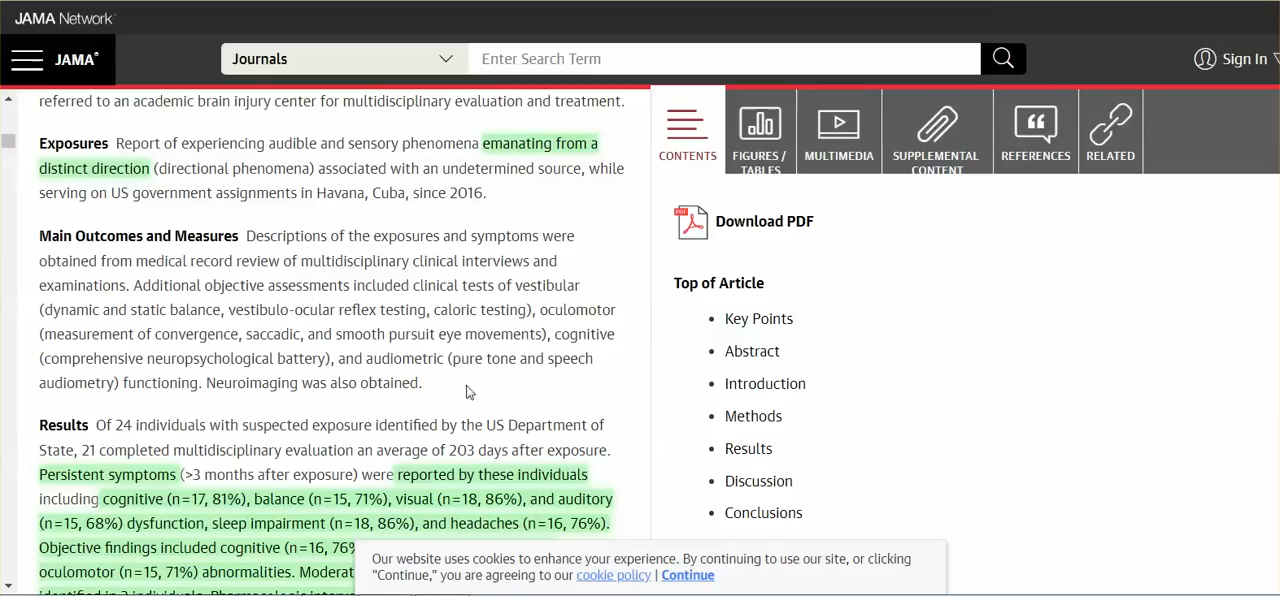 JAMA Network
JAMA
Journals
Enter Search Term
Sign In
referred to an academic brain injury center for multidisciplinary evaluation and treatment.
Exposures Report of experiencing audible and sensory phenomena emanating from a
distinct direction (directional phenomena) associated with an undetermined source, while
serving on US government assignments in Havana, Cuba, since 2016.
Main Outcomes and Measures Descriptions of the exposures and symptoms were
obtained from medical record review of multidisciplinary clinical interviews and
examinations. Additional objective assessments included clinical tests of vestibular
(dynamic and static balance, vestibulo-ocular reflex testing, caloric testing), oculomotor
(measurement of convergence, saccadic, and smooth pursuit eye movements), cognitive
(comprehensive neuropsychological battery), and audiometric (pure tone and speech
audiometry) functioning. Neuroimaging was also obtained.
Results Of 24 individuals with suspected exposure identified by the US Department of
State, 21 completed multidisciplinary evaluation an average of 203 days after exposure.
Persistent symptoms (>3 months after exposure) were reported by these individuals
including cognitive (n=17, 81%), balance (n=15, 71%), visual (n=18, 86%), and auditory
(n=15, 68%) dysfunction, sleep impairment (n=18, 86%), and headaches (n=16, 76%).
Objective findings included cognitive (n=16, 76%
oculomotor (n=15, 71%) abnormalities. Moderat
identified in 3 individuals. Pharmacologic interve
CONTENTS
FIGURES /
TABLES
MULTIMEDIA
SUPPLEMENTAL
CONTENT
REFERENCES
RELATED
PDF
Download PDF
Top of Article
• Key Points
• Abstract
• Introduction
• Methods
• Results
• Discussion
• Conclusions
Our website uses cookies to enhance your experience. By continuing to use our site, or clicking
"Continue," you are agreeing to our cookie policy | Continue